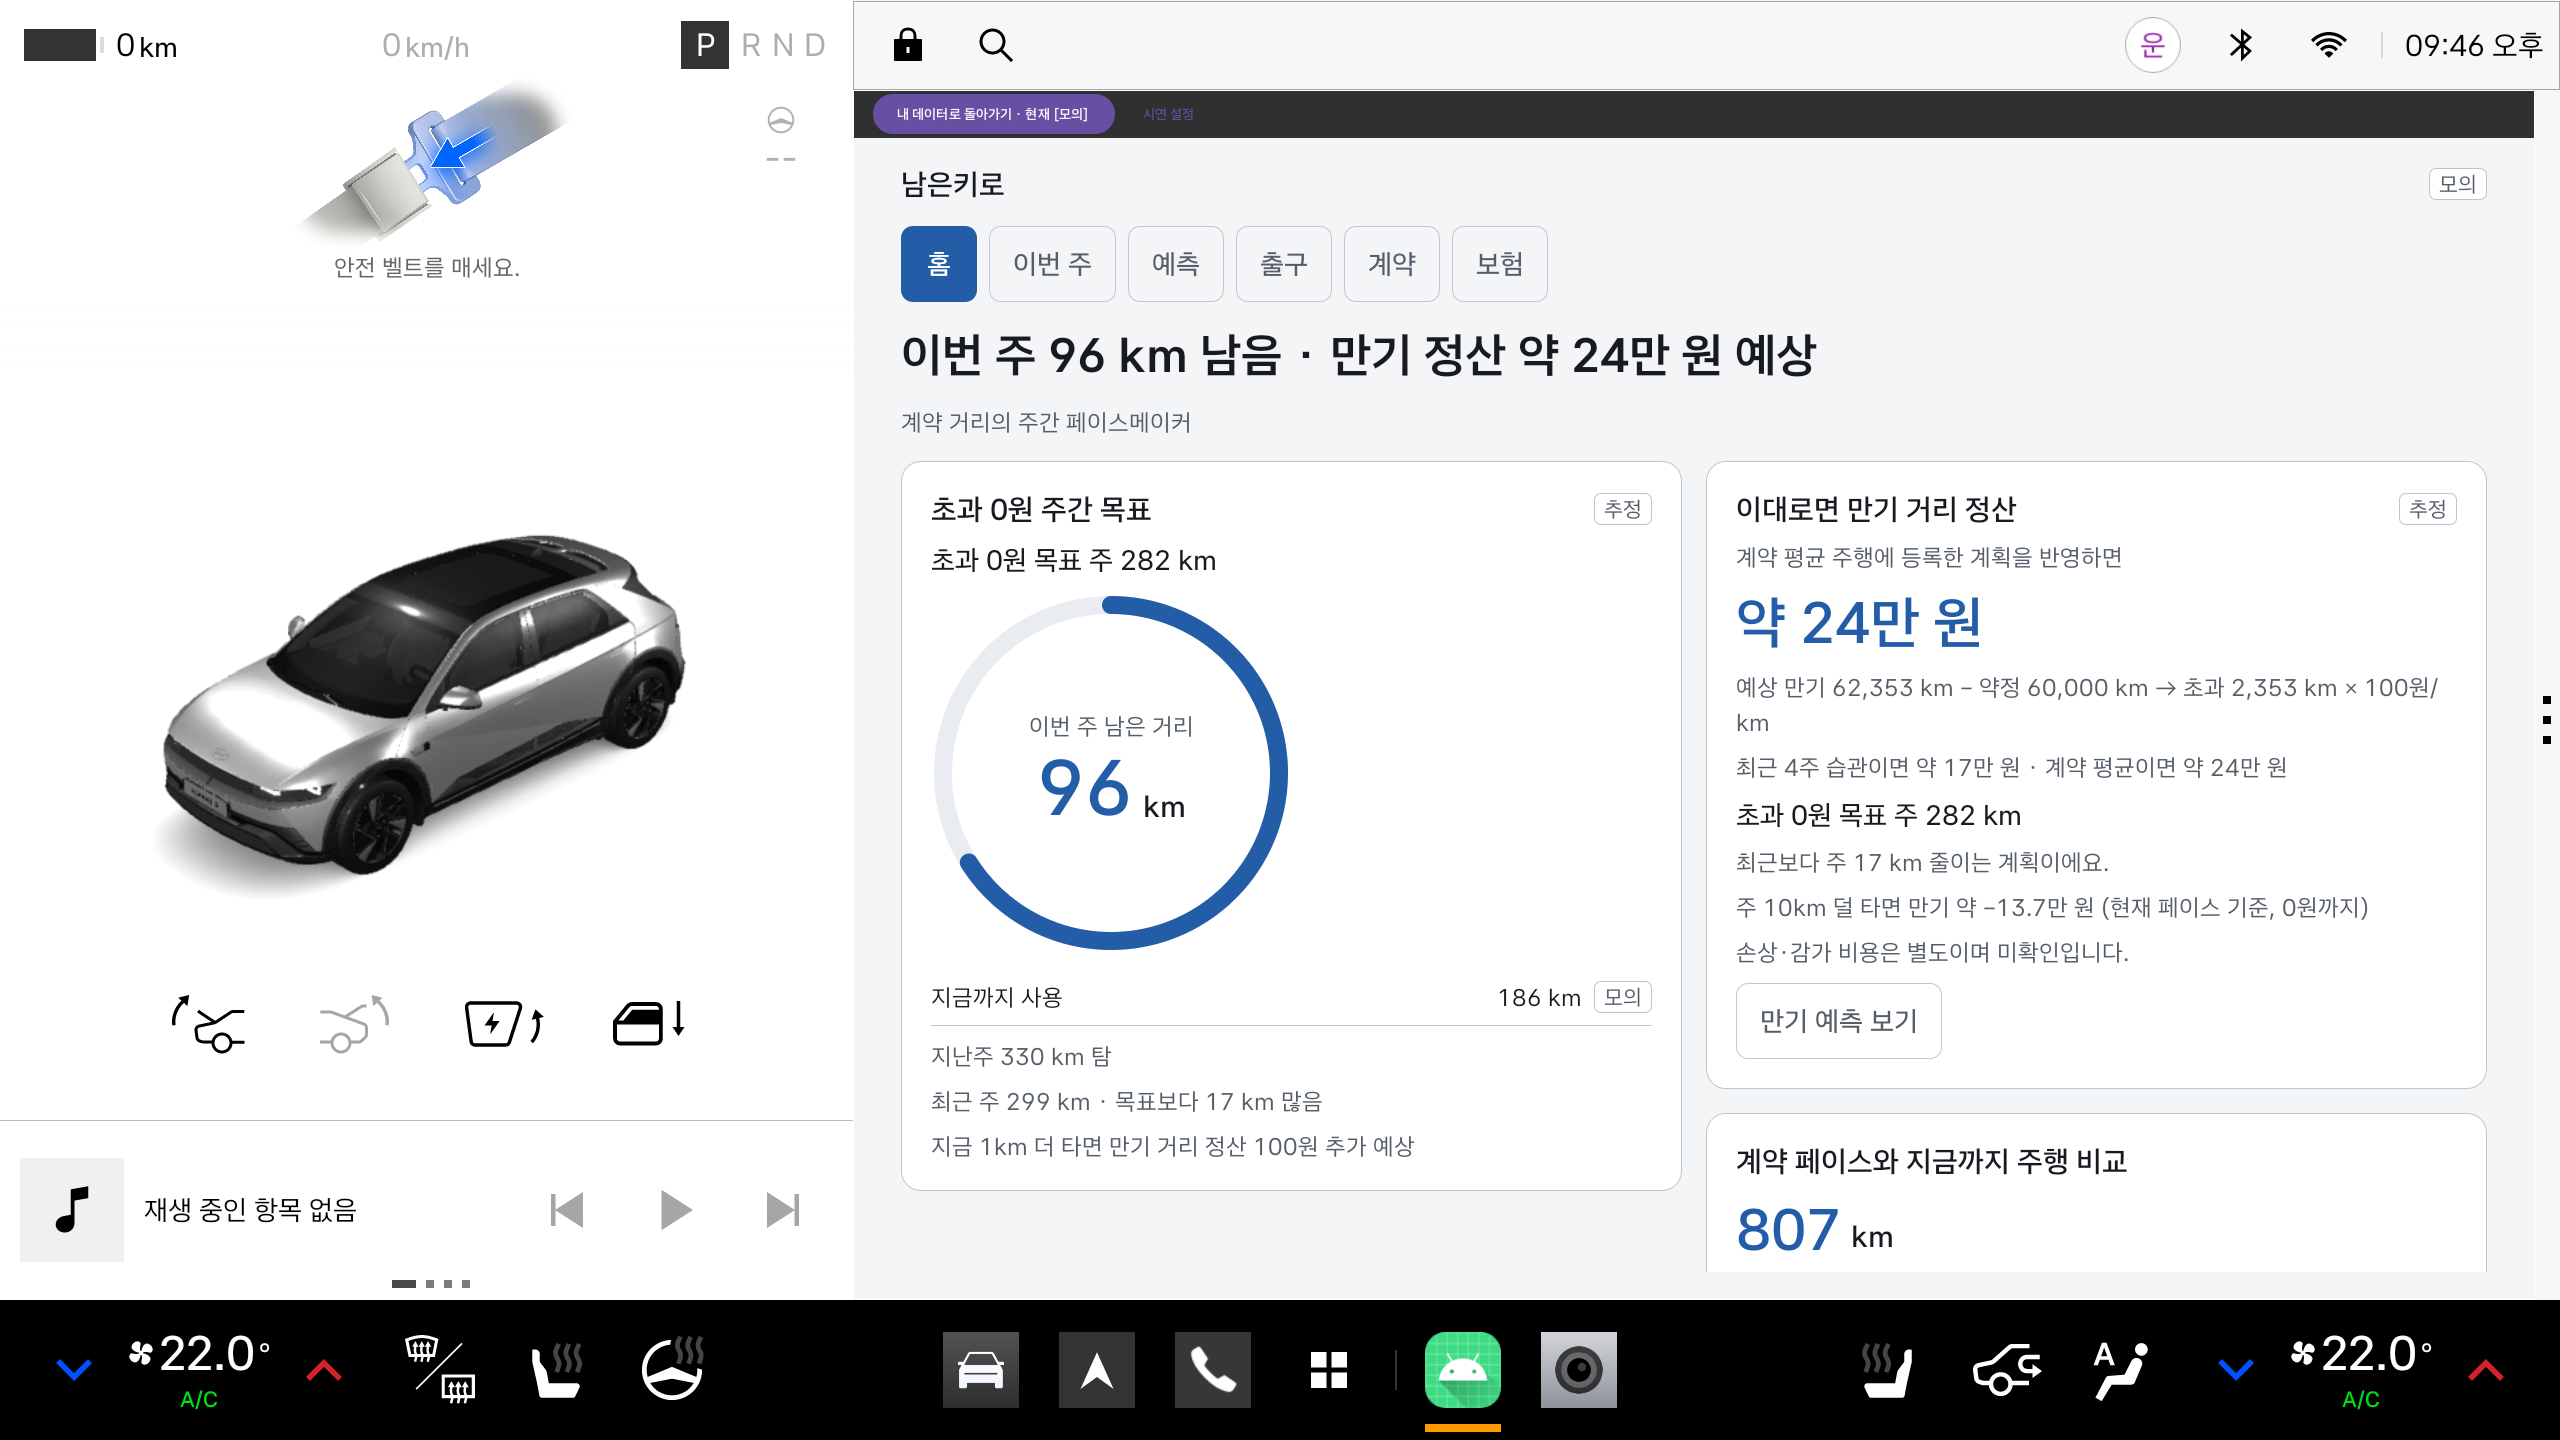 0 km
0 km/h
P R N D
09:46 오후
운
내 데이터로 돌아가기 · 현재 [모의]
시연 설정
안전 벨트를 매세요.
남은키로
모의
홈
이번 주
예측
출구
계약
보험
이번 주 96 km 남음 · 만기 정산 약 24만 원 예상
계약 거리의 주간 페이스메이커
초과 0원 주간 목표
추정
초과 0원 목표 주 282 km
이번 주 남은 거리
96 km
지금까지 사용
186 km
모의
지난주 330 km 탐
최근 주 299 km · 목표보다 17 km 많음
지금 1km 더 타면 만기 거리 정산 100원 추가 예상
이대로면 만기 거리 정산
추정
계약 평균 주행에 등록한 계획을 반영하면
약 24만 원
예상 만기 62,353 km − 약정 60,000 km → 초과 2,353 km × 100원/
km
최근 4주 습관이면 약 17만 원 · 계약 평균이면 약 24만 원
초과 0원 목표 주 282 km
최근보다 주 17 km 줄이는 계획이에요.
주 10km 덜 타면 만기 약 −13.7만 원 (현재 페이스 기준, 0원까지)
손상·감가 비용은 별도이며 미확인입니다.
만기 예측 보기
계약 페이스와 지금까지 주행 비교
807 km
재생 중인 항목 없음
22.0°
A/C
A
22.0°
A/C